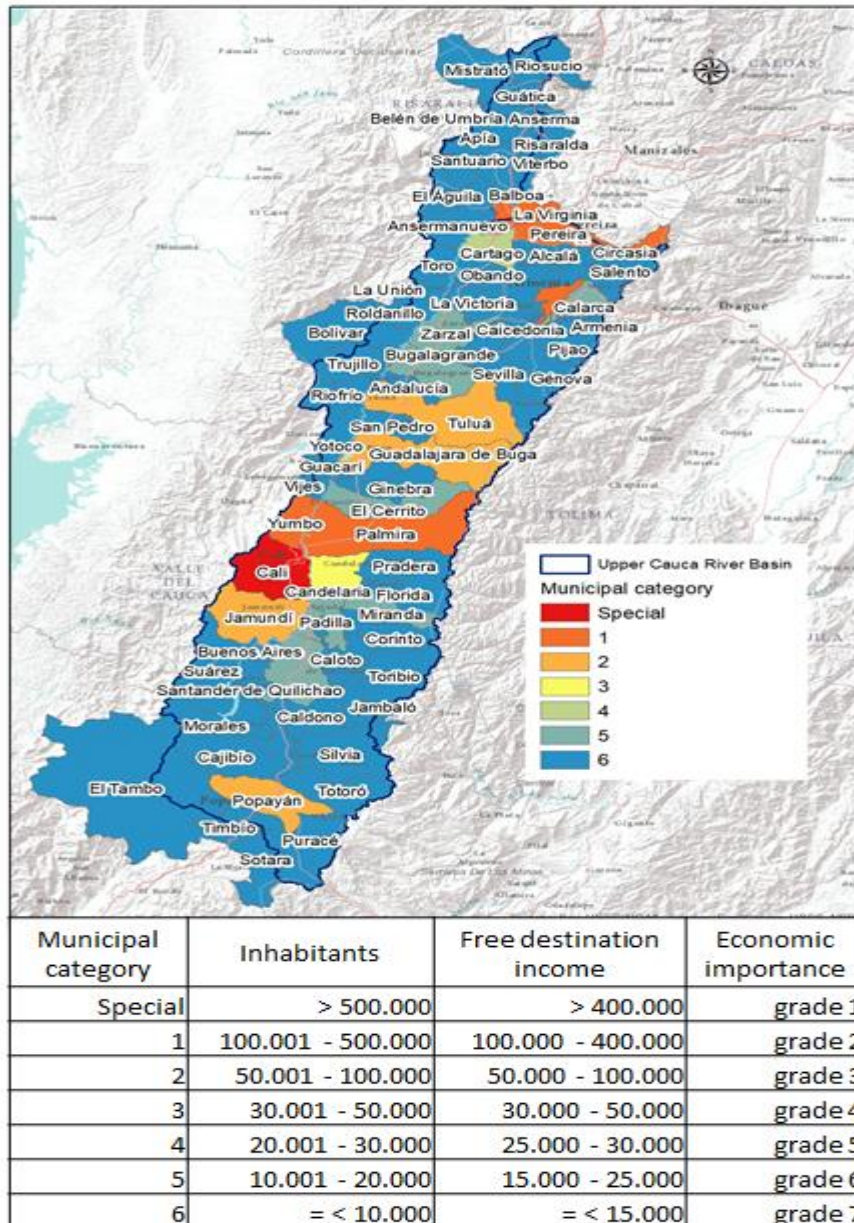 Cordillera Occidental
CALDAS
Mistrató
Riosucio
Guática
Belén de Umbría
Anserma
Apía
Risaralda
Manizales
Santuario
Viterbo
El Águila
Balboa
La Virginia
Ansermanuevo
Pereira
Cartago
Alcalá
Circasia
Toro
Obando
Salento
La Unión
La Victoria
Calarca
Ibague
Roldanillo
Bolívar
Zarzal
Caicedonia
Armenia
Trujillo
Bugalagrande
Pijao
Sevilla
Génova
Riofrío
Andalucía
San Pedro
Tuluá
Yotoco
Guadalajara de Buga
Guacarí
Vijes
Ginebra
El Cerrito
TOLIMA
Yumbo
Palmira
VALLE
DEL
CAUCA
Cali
Pradera
Candelaria
Florida
Jamundí
Padilla
Miranda
Corinto
Buenos Aires
Caloto
Suárez
Toribio
Santander de Quilichao
Jambaló
Caldono
Morales
Cajibío
Silvia
El Tambo
Totoró
Popayán
Timbío
Puracé
Sotara
Upper Cauca River Basin
Municipal category
Special
1
2
3
4
5
6
Municipal category Inhabitants Free destination income Economic importance
Special > 500.000 > 400.000 grade 1
1 100.001 - 500.000 100.000 - 400.000 grade 2
2 50.001 - 100.000 50.000 - 100.000 grade 3
3 30.001 - 50.000 30.000 - 50.000 grade 4
4 20.001 - 30.000 25.000 - 30.000 grade 5
5 10.001 - 20.000 15.000 - 25.000 grade 6
6 = < 10.000 = < 15.000 grade 7